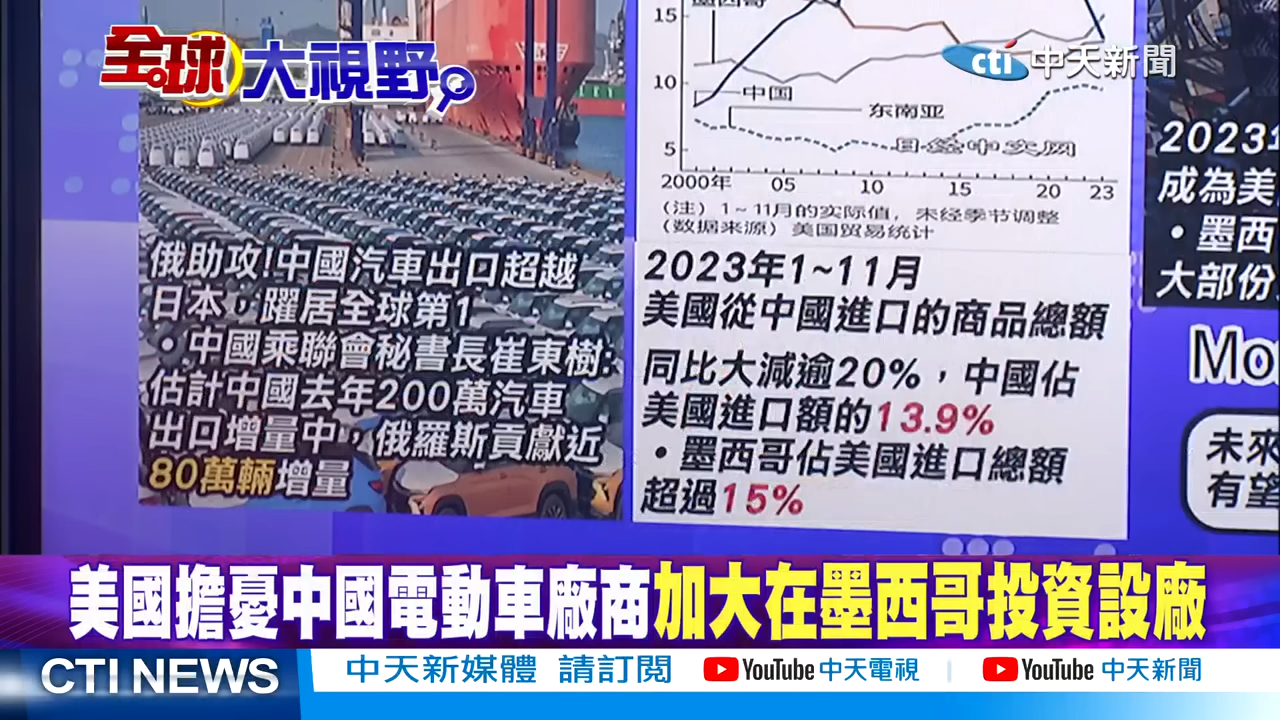 全球大視野
cti 中天新聞
15
墨西哥
10
中国
东南亚
5
日经中文网
2000年 05 10 15 20 23
（注）1～11月的实际值，未经季节调整
（数据来源）美国贸易统计
俄助攻!中國汽車出口超越
日本，躍居全球第1
•中國乘聯會秘書長崔東樹:
估計中國去年200萬汽車
出口增量中，俄羅斯貢獻近
80萬輛增量
2023年1~11月
美國從中國進口的商品總額
同比大減逾20%，中國佔
美國進口額的13.9%
•墨西哥佔美國進口總額
超過15%
2023
成為美
•墨西
大部份
Mo
未來
有望
美國擔憂中國電動車廠商加大在墨西哥投資設廠
CTI NEWS
中天新媒體 請訂閱 YouTube 中天電視 | YouTube 中天新聞